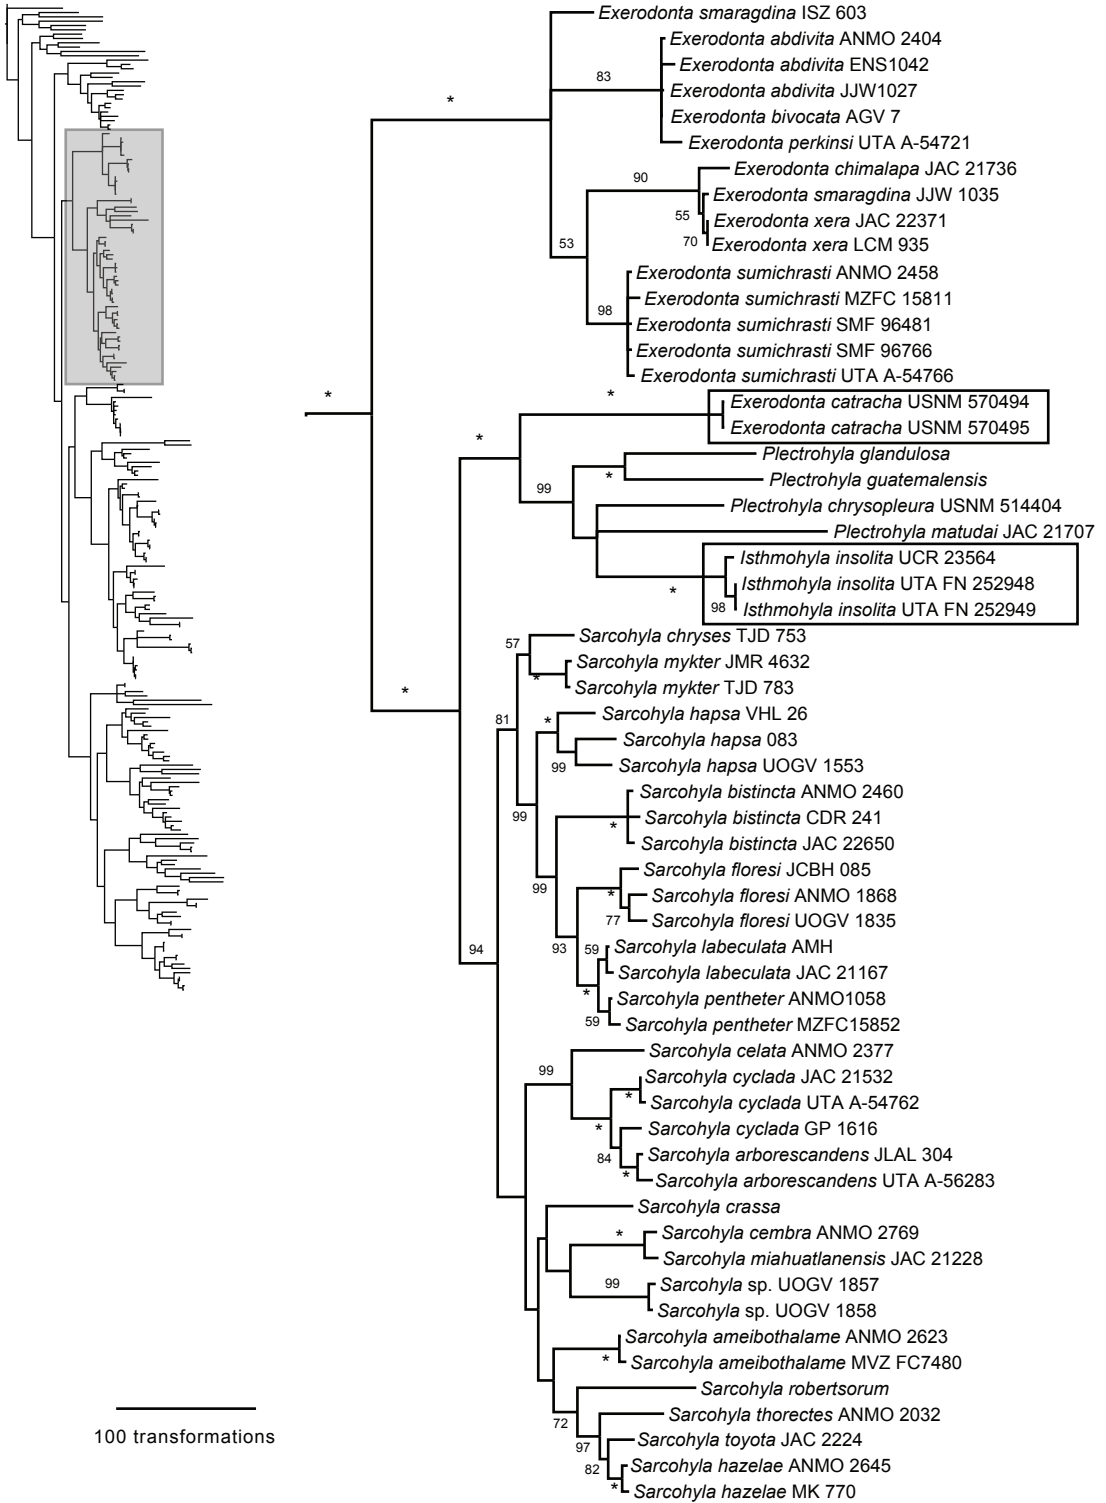 Exerodonta smaragdina ISZ 603
Exerodonta abdivita ANMO 2404
*
Exerodonta abdivita ENS1042
83
Exerodonta abdivita JJW1027
Exerodonta bivocata AGV 7
Exerodonta perkinsi UTA A-54721
Exerodonta chimalapa JAC 21736
90
Exerodonta smaragdina JJW 1035
55
Exerodonta xera JAC 22371
70
Exerodonta xera LCM 935
53
Exerodonta sumichrasti ANMO 2458
Exerodonta sumichrasti MZFC 15811
98
Exerodonta sumichrasti SMF 96481
Exerodonta sumichrasti SMF 96766
Exerodonta sumichrasti UTA A-54766
*
*
Exerodonta catracha USNM 570494
Exerodonta catracha USNM 570495
*
Plectrohyla glandulosa
*
Plectrohyla guatemalensis
99
Plectrohyla chrysopleura USNM 514404
Plectrohyla matudai JAC 21707
Isthmohyla insolita UCR 23564
*
Isthmohyla insolita UTA FN 252948
98
Isthmohyla insolita UTA FN 252949
57
Sarcohyla chryses TJD 753
Sarcohyla mykter JMR 4632
*
Sarcohyla mykter TJD 783
*
81
*
Sarcohyla hapsa VHL 26
Sarcohyla hapsa 083
99
Sarcohyla hapsa UOGV 1553
Sarcohyla bistincta ANMO 2460
99
*
Sarcohyla bistincta CDR 241
Sarcohyla bistincta JAC 22650
Sarcohyla floresi JCBH 085
99
*
Sarcohyla floresi ANMO 1868
77
Sarcohyla floresi UOGV 1835
94
93
59
Sarcohyla labeculata AMH
Sarcohyla labeculata JAC 21167
*
Sarcohyla pentheter ANMO1058
59
Sarcohyla pentheter MZFC15852
Sarcohyla celata ANMO 2377
99
Sarcohyla cyclada JAC 21532
*
Sarcohyla cyclada UTA A-54762
*
Sarcohyla cyclada GP 1616
84
Sarcohyla arborescandens JLAL 304
*
Sarcohyla arborescandens UTA A-56283
Sarcohyla crassa
*
Sarcohyla cembra ANMO 2769
Sarcohyla miahuatlanensis JAC 21228
99
Sarcohyla sp. UOGV 1857
Sarcohyla sp. UOGV 1858
Sarcohyla ameibothalame ANMO 2623
*
Sarcohyla ameibothalame MVZ FC7480
Sarcohyla robertsorum
72
Sarcohyla thorectes ANMO 2032
97
Sarcohyla toyota JAC 2224
82
Sarcohyla hazelae ANMO 2645
*
Sarcohyla hazelae MK 770
100 transformations